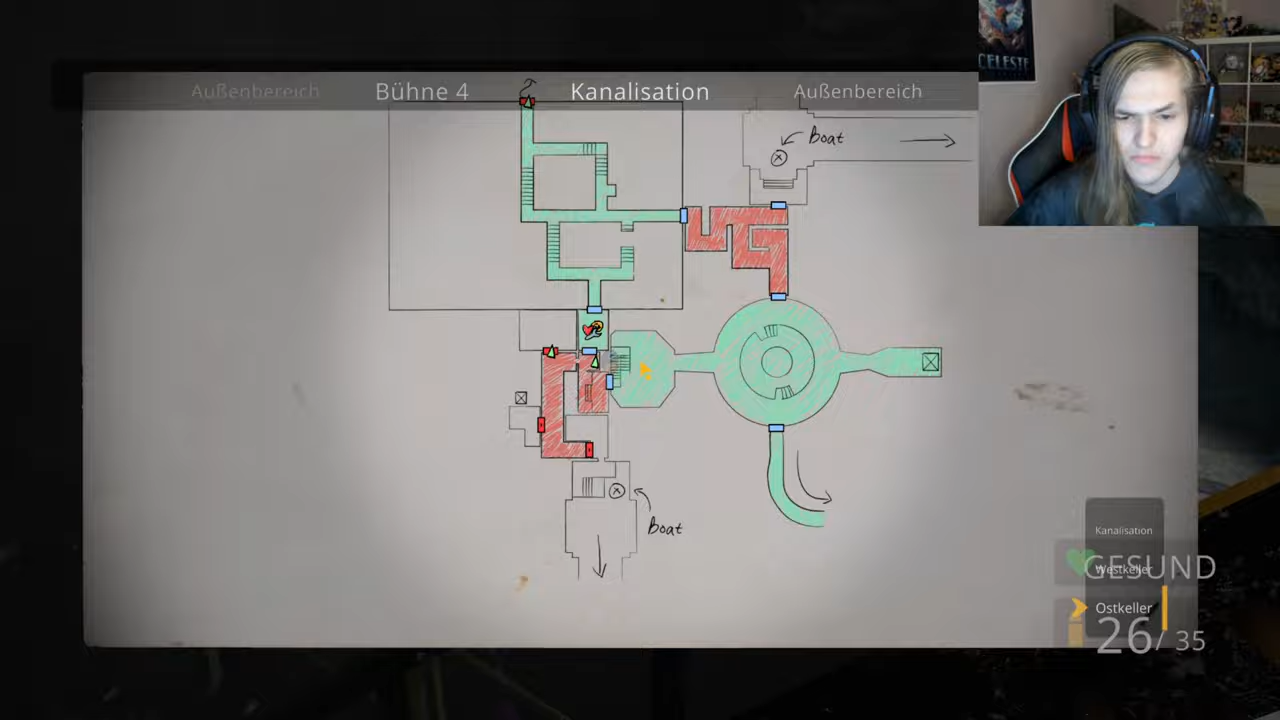 CELESTE
Außenbereich
Bühne 4
Kanalisation
Außenbereich
Boat
Boat
Kanalisation
Westkeller
GESUND
Ostkeller
26/35